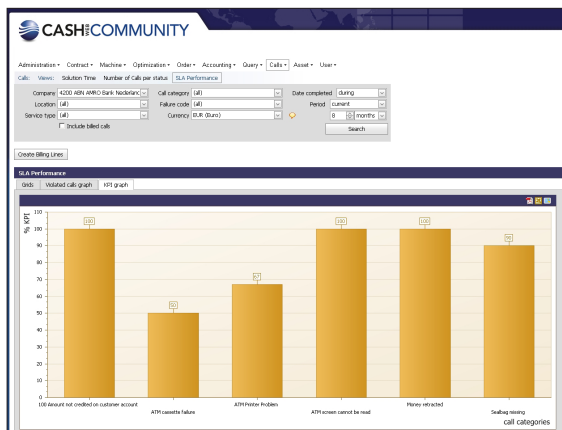 CASH WEB COMMUNITY
Administration Contract Machine Optimization Order Accounting Query Calls Asset User
Calls: Views: Solution Time Number of Calls per status SLA Performance
Company 4200 ABN AMRO Bank Nederlanc Call category (all) Date completed during
Location (all) Failure code (all) Period current
Service type (all) Currency EUR (Euro) 8 months
Include billed calls Search
Create Billing Lines
SLA Performance
Grids Violated calls graph KPI graph
% KPI
110
100
90
80
70
60
50
40
30
20
10
0
100
50
67
100
100
90
100 Amount not credited on customer account
ATM cassette failure
ATM Printer Problem
ATM screen cannot be read
Money retracted
Sealbag missing
call categories